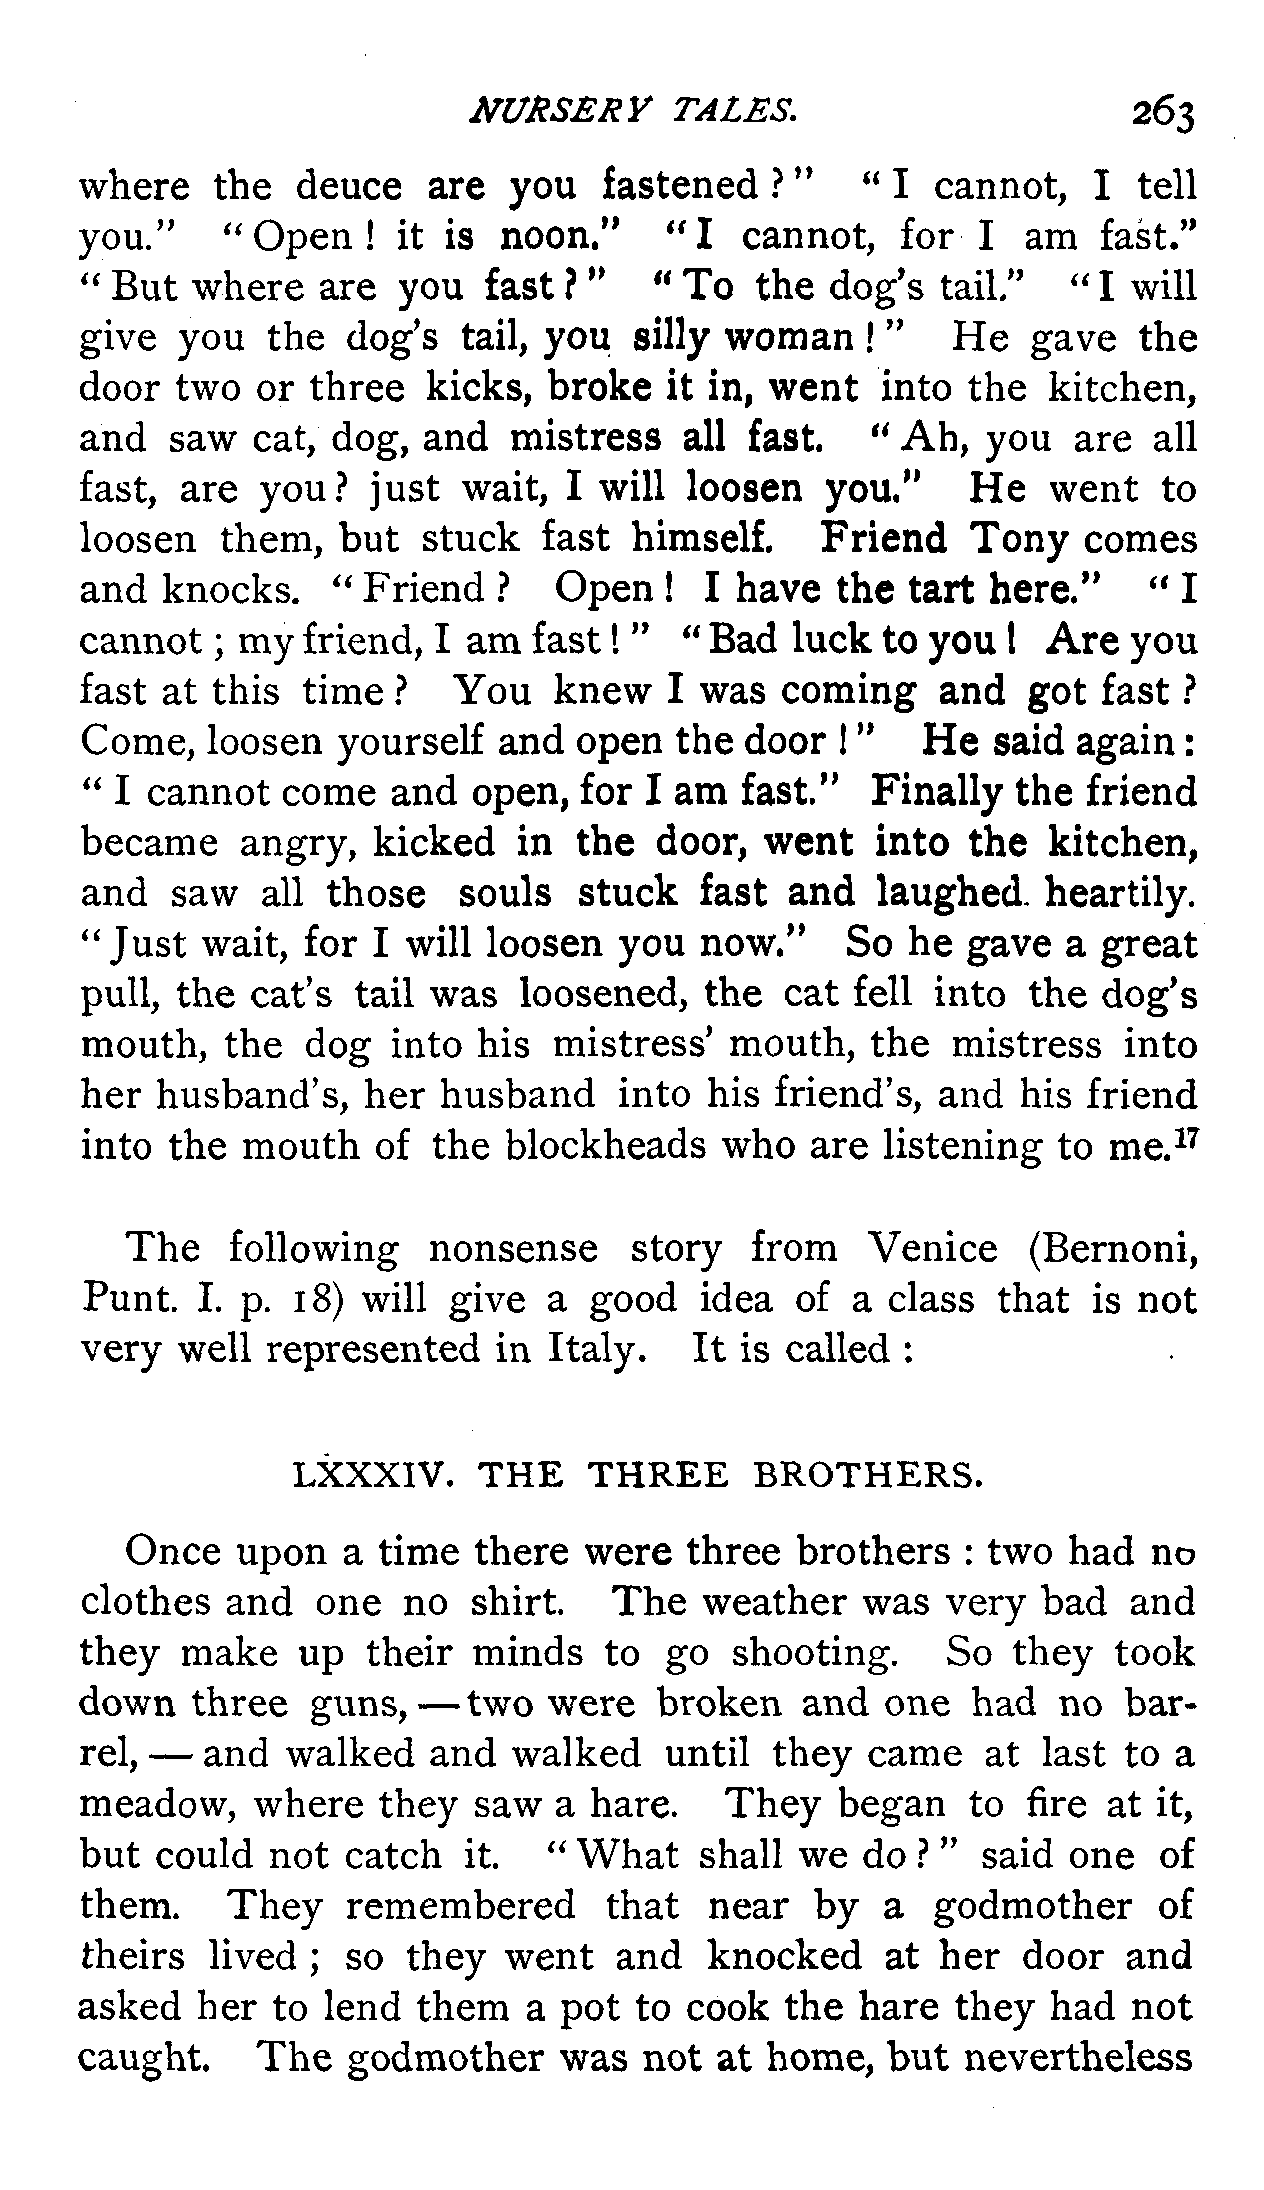 NURSERY TALES. 263
where the deuce are you fastened ? " " I cannot, I tell
you." " Open ! it is noon." " I cannot, for I am fast."
" But where are you fast ? " " To the dog's tail." " I will
give you the dog's tail, you silly woman ! " He gave the
door two or three kicks, broke it in, went into the kitchen,
and saw cat, dog, and mistress all fast. " Ah, you are all
fast, are you ? just wait, I will loosen you." He went to
loosen them, but stuck fast himself. Friend Tony comes
and knocks. " Friend ? Open ! I have the tart here." " I
cannot ; my friend, I am fast ! " " Bad luck to you ! Are you
fast at this time ? You knew I was coming and got fast ?
Come, loosen yourself and open the door ! " He said again :
" I cannot come and open, for I am fast." Finally the friend
became angry, kicked in the door, went into the kitchen,
and saw all those souls stuck fast and laughed. heartily.
" Just wait, for I will loosen you now." So he gave a great
pull, the cat's tail was loosened, the cat fell into the dog's
mouth, the dog into his mistress' mouth, the mistress into
her husband's, her husband into his friend's, and his friend
into the mouth of the blockheads who are listening to me.¹⁷
The following nonsense story from Venice (Bernoni,
Punt. I. p. 18) will give a good idea of a class that is not
very well represented in Italy. It is called :
LXXXIV. THE THREE BROTHERS.
Once upon a time there were three brothers : two had no
clothes and one no shirt. The weather was very bad and
they make up their minds to go shooting. So they took
down three guns, — two were broken and one had no bar-
rel, — and walked and walked until they came at last to a
meadow, where they saw a hare. They began to fire at it,
but could not catch it. " What shall we do ? " said one of
them. They remembered that near by a godmother of
theirs lived ; so they went and knocked at her door and
asked her to lend them a pot to cook the hare they had not
caught. The godmother was not at home, but nevertheless